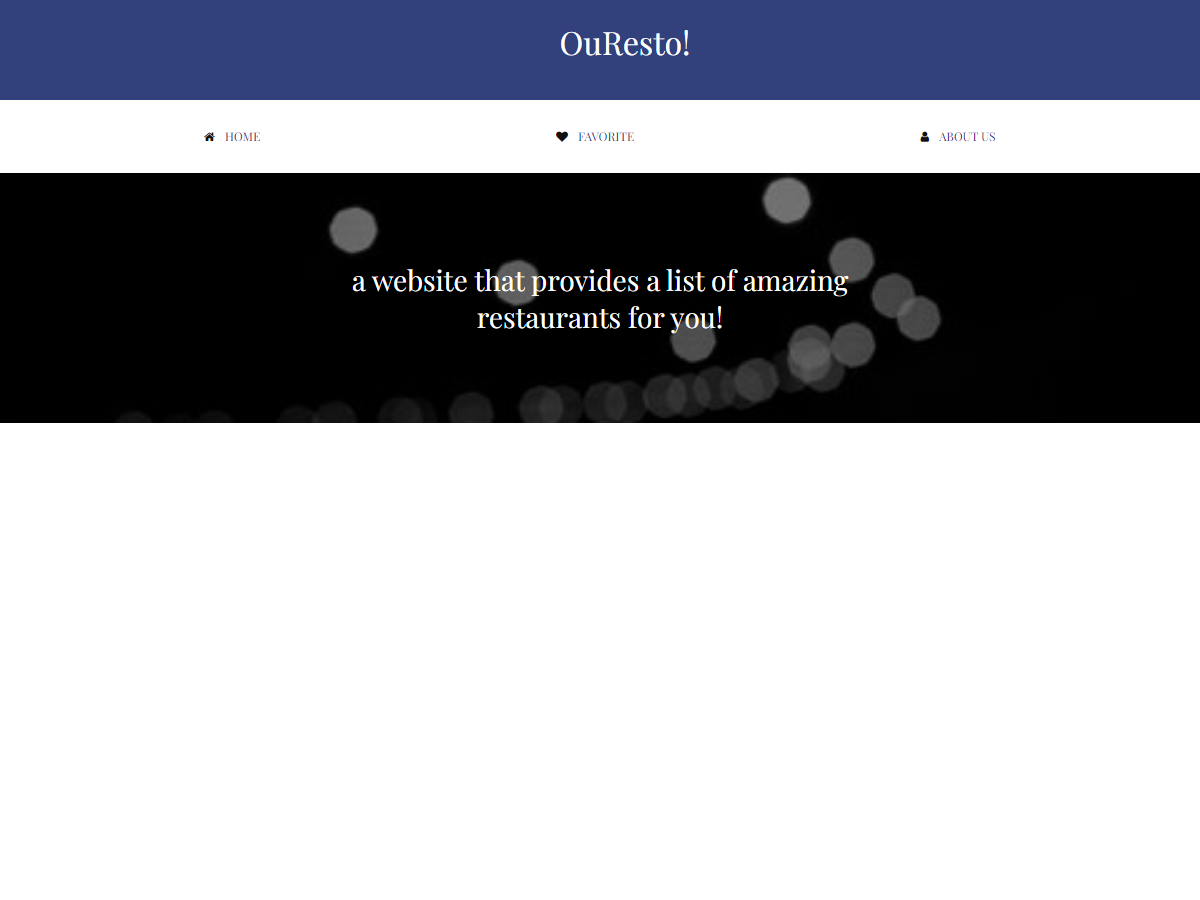 OuResto!
HOME
FAVORITE
ABOUT US
a website that provides a list of amazing
restaurants for you!